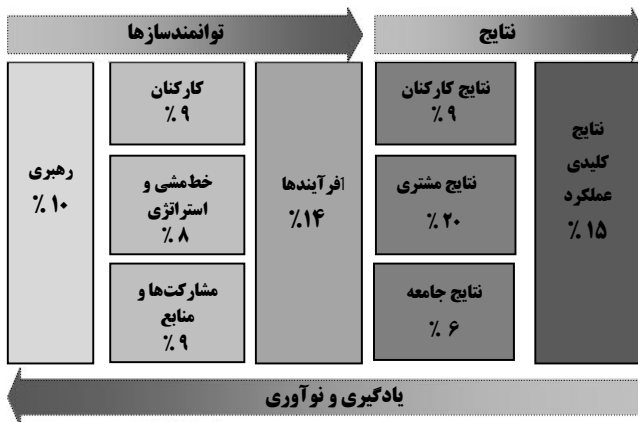 توانمندسازها
نتایج
رهبری
٪ ۱۰
کارکنان
٪ ۹
خط‌مشی و
استراتژی
٪ ۸
مشارکت‌ها و
منابع
٪ ۹
فرآیندها
٪۱۴
نتایج کارکنان
٪ ۹
نتایج مشتری
٪ ۲۰
نتایج جامعه
٪ ۶
نتایج
کلیدی
عملکرد
٪ ۱۵
یادگیری و نوآوری